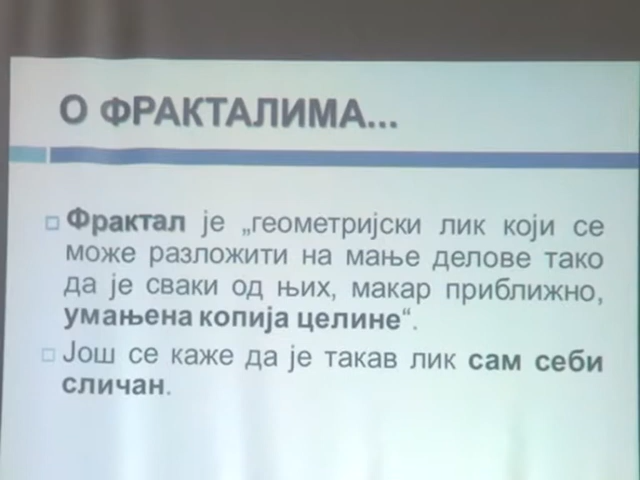 О ФРАКТАЛИМА...
Фрактал је „геометријски лик који се
може разложити на мање делове тако
да је сваки од њих, макар приближно,
умањена копија целине“.
Још се каже да је такав лик сам себи
сличан.